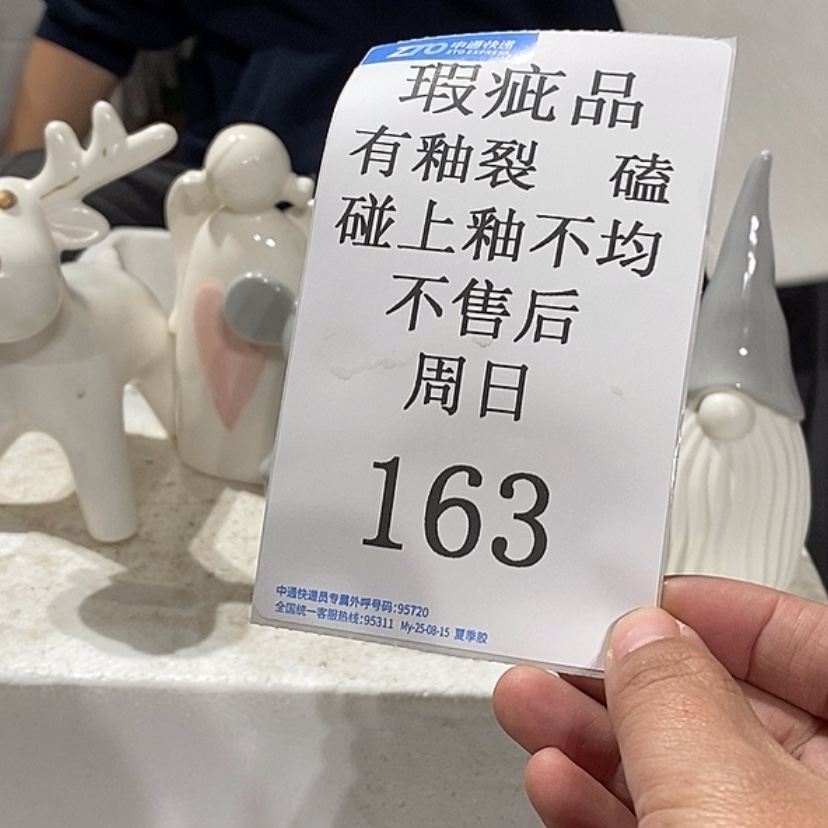 ZTO 中通快递
ZTO EXPRESS
瑕疵品
有釉裂 磕
碰上釉不均
不售后
周日
163
中通快递员专属外呼号码:95720
全国统一客服热线:95311 My-25-08-15 夏季胶